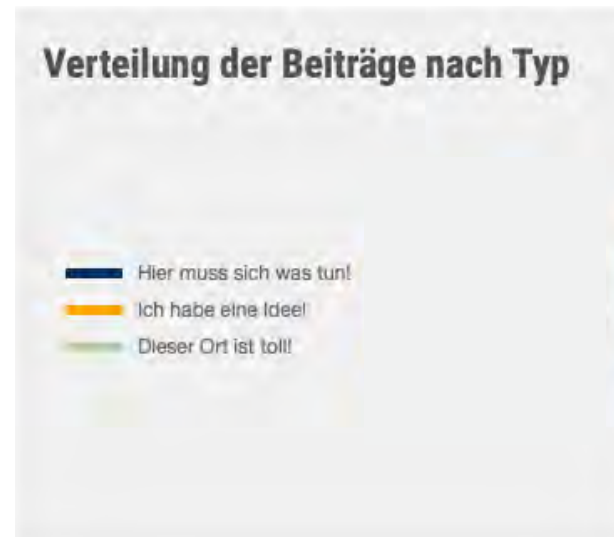 Verteilung der Beiträge nach Typ
Hier muss sich was tun!
Ich habe eine Idee!
Dieser Ort ist toll!